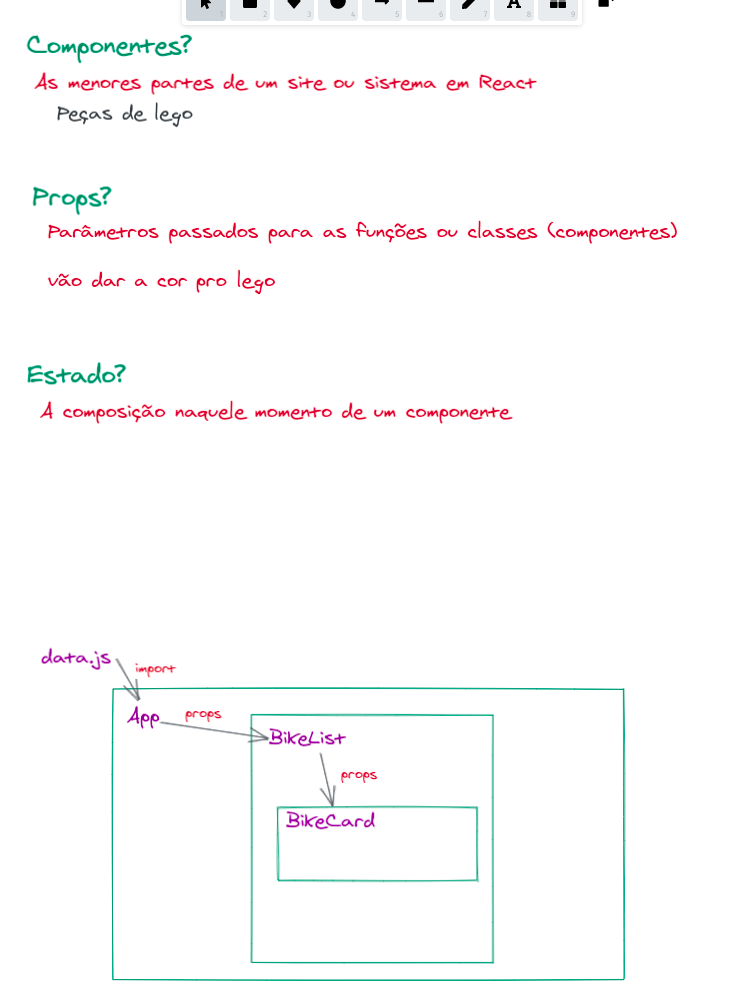 1 2 3 4 5 6 7 8 A 9
Componentes?
As menores partes de um site ou sistema em React
Peças de lego
Props?
Parâmetros passados para as funções ou classes (componentes)
vão dar a cor pro lego
Estado?
A composição naquele momento de um componente
data.js
import
App
props
BikeList
props
BikeCard